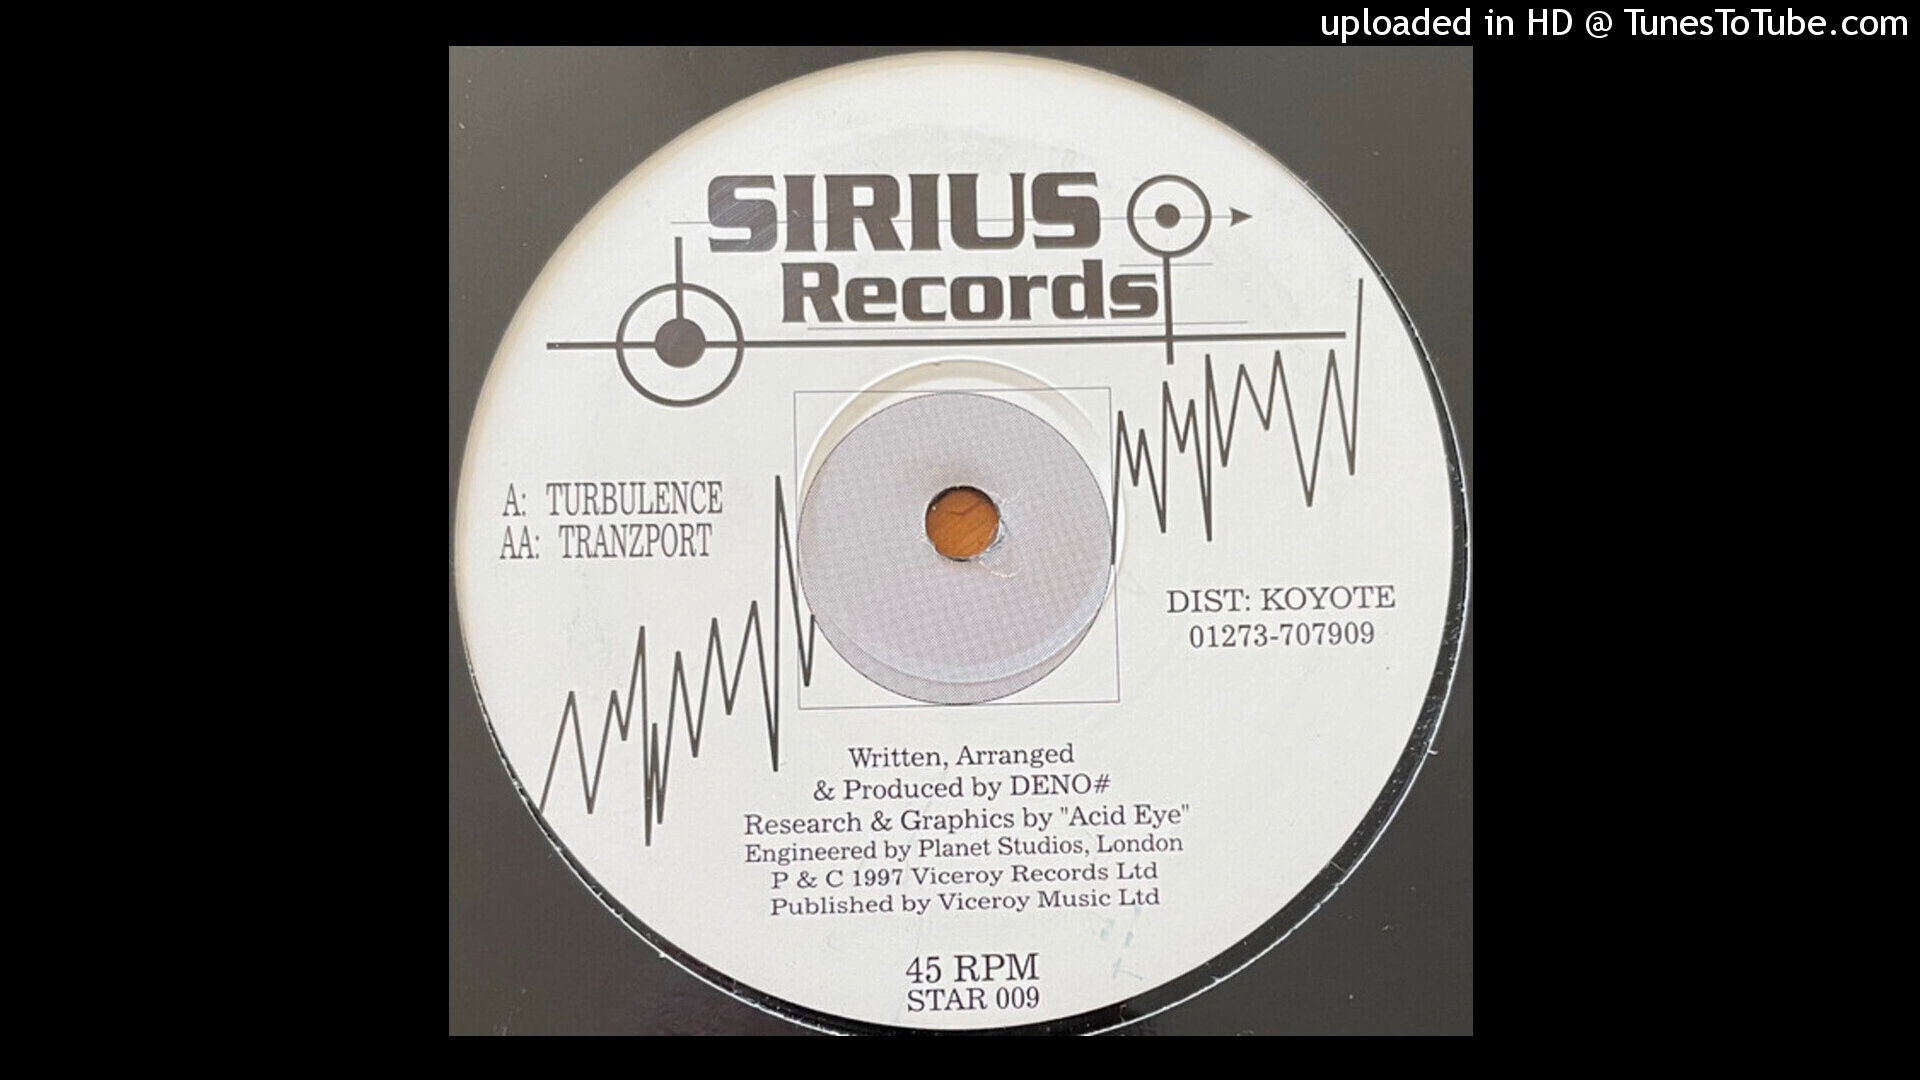 uploaded in HD @ TunesToTube.com
SIRIUS
Records
A: TURBULENCE
AA: TRANZPORT
DIST: KOYOTE
01273-707909
Written, Arranged
& Produced by DENO#
Research & Graphics by "Acid Eye"
Engineered by Planet Studios, London
P & C 1997 Viceroy Records Ltd
Published by Viceroy Music Ltd
45 RPM
STAR 009